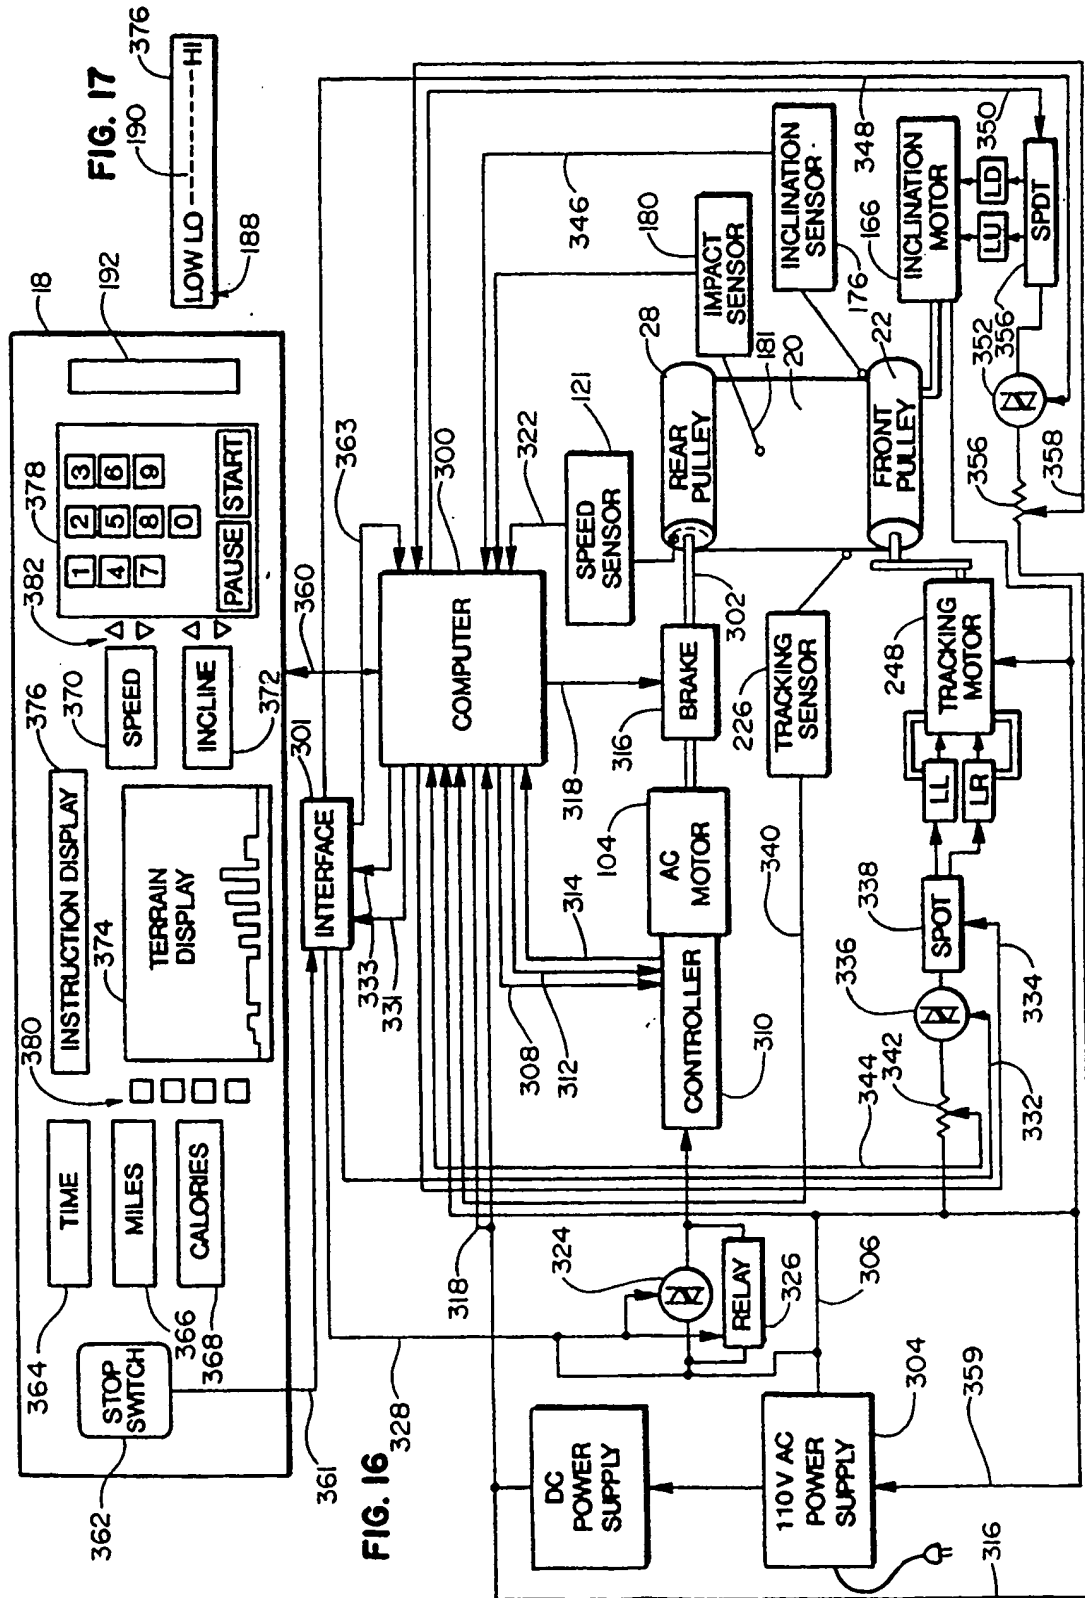 FIG. 17
376
190
LOW LO -------- HI
188
18
192
378
382
376
370
374
380
364
366
368
362
372
INSTRUCTION DISPLAY
TERRAIN
DISPLAY
TIME
MILES
CALORIES
STOP
SWITCH
SPEED
INCLINE
1 2 3
4 5 6
7 8 9
0
PAUSE START
FIG. 16
361
328
301
INTERFACE
333
331
360
363
300
COMPUTER
322
121
SPEED
SENSOR
346
180
IMPACT
SENSOR
181
INCLINATION
SENSOR
176
166
INCLINATION
MOTOR
348
350
LU
LD
SPDT
356
352
356
358
28
REAR
PULLEY
20
22
FRONT
PULLEY
302
BRAKE
316
318
104
AC
MOTOR
314
312
308
CONTROLLER
310
226
TRACKING
SENSOR
340
248
TRACKING
MOTOR
LL
LR
338
SPOT
336
334
332
342
344
318
324
RELAY
326
306
304
110 V AC
POWER
SUPPLY
DC
POWER
SUPPLY
359
316